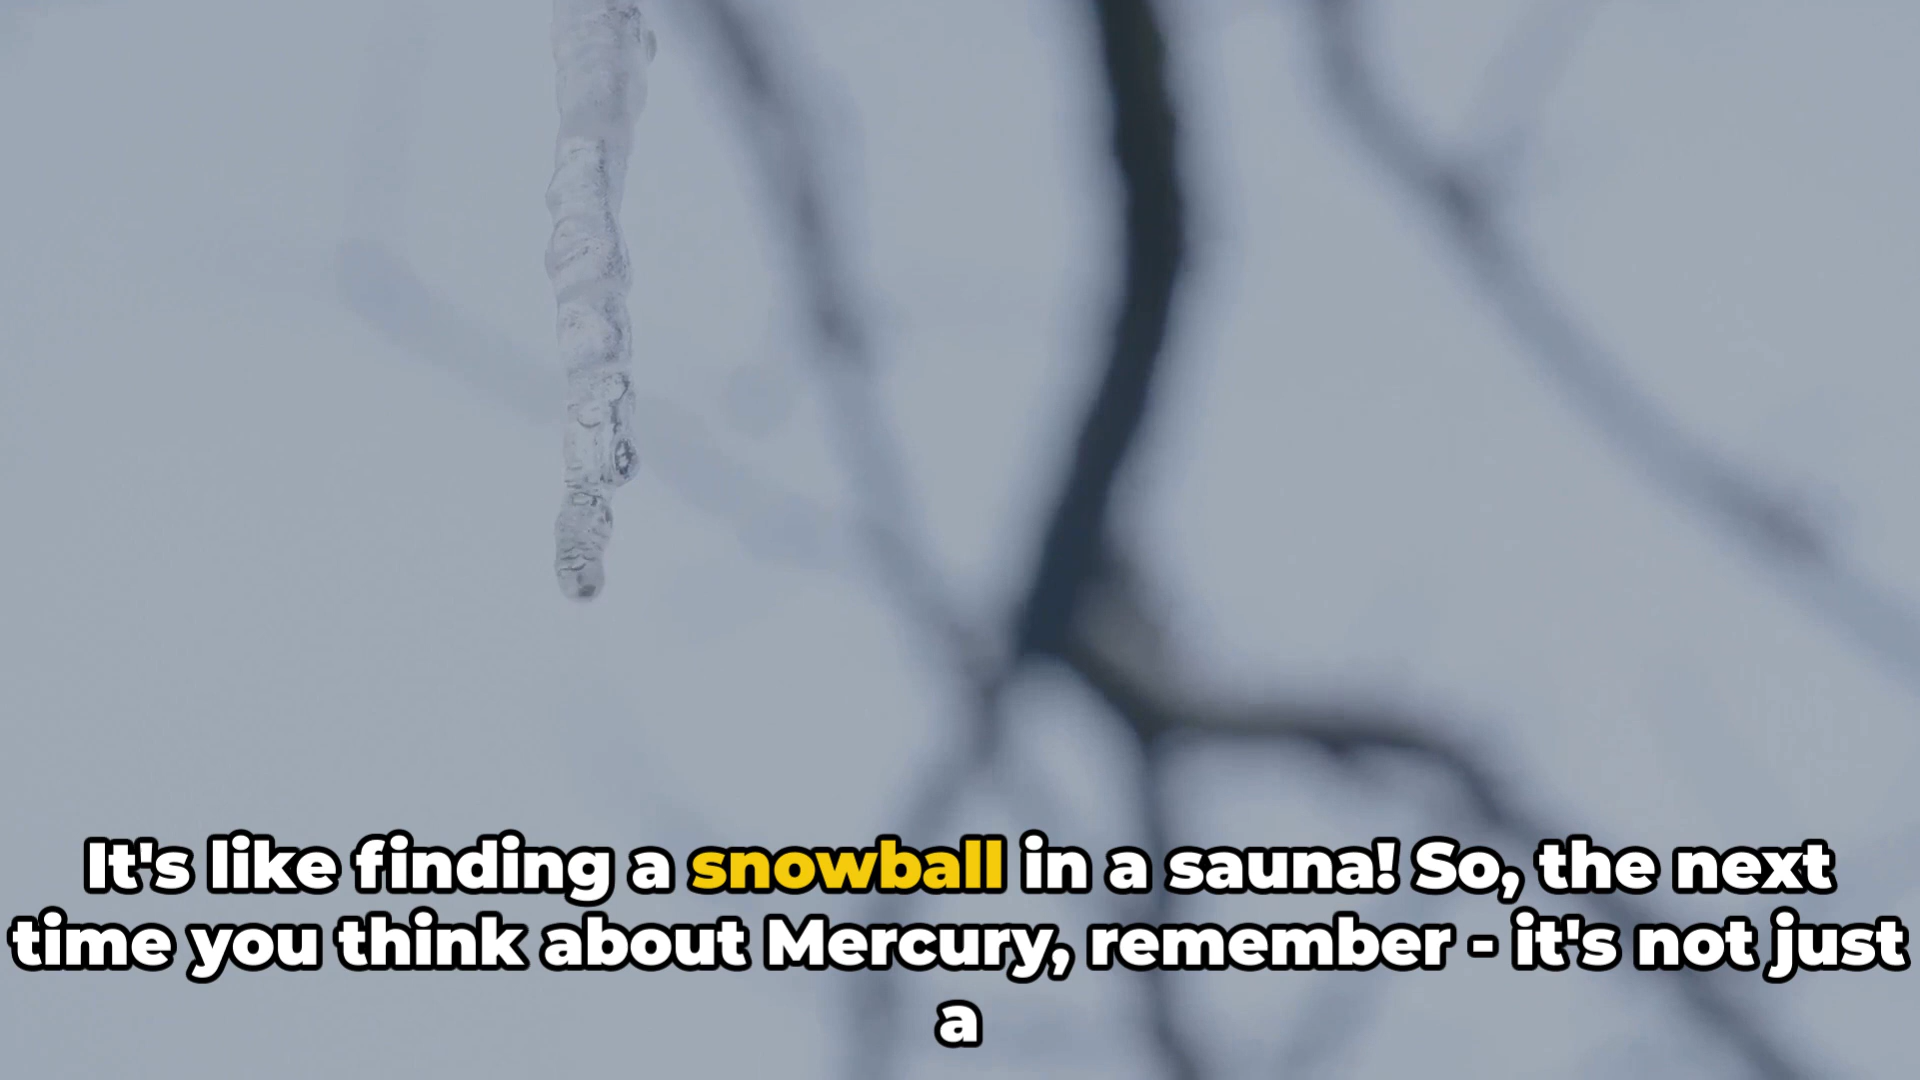 It's like finding a snowball in a sauna! So, the next
time you think about Mercury, remember - it's not just
a